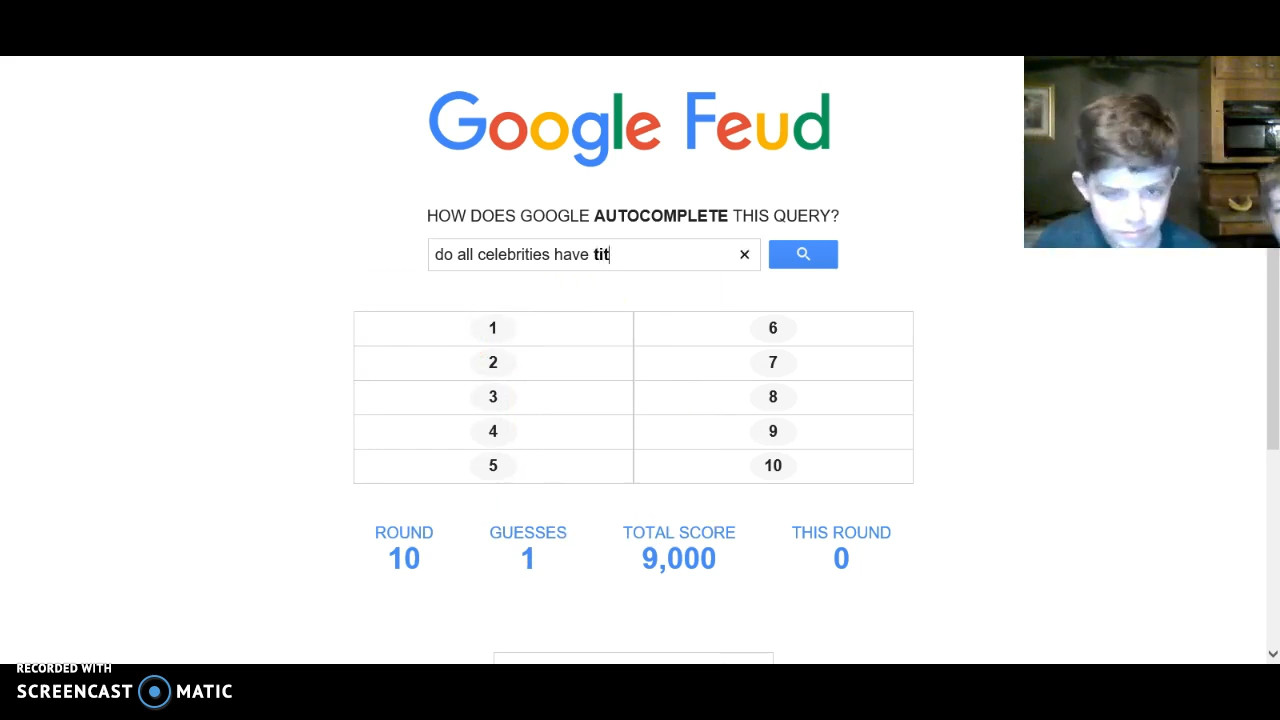 Google Feud
HOW DOES GOOGLE AUTOCOMPLETE THIS QUERY?
do all celebrities have tit ×
1 6
2 7
3 8
4 9
5 10
ROUND GUESSES TOTAL SCORE THIS ROUND
10 1 9,000 0
RECORDED WITH
SCREENCAST MATIC